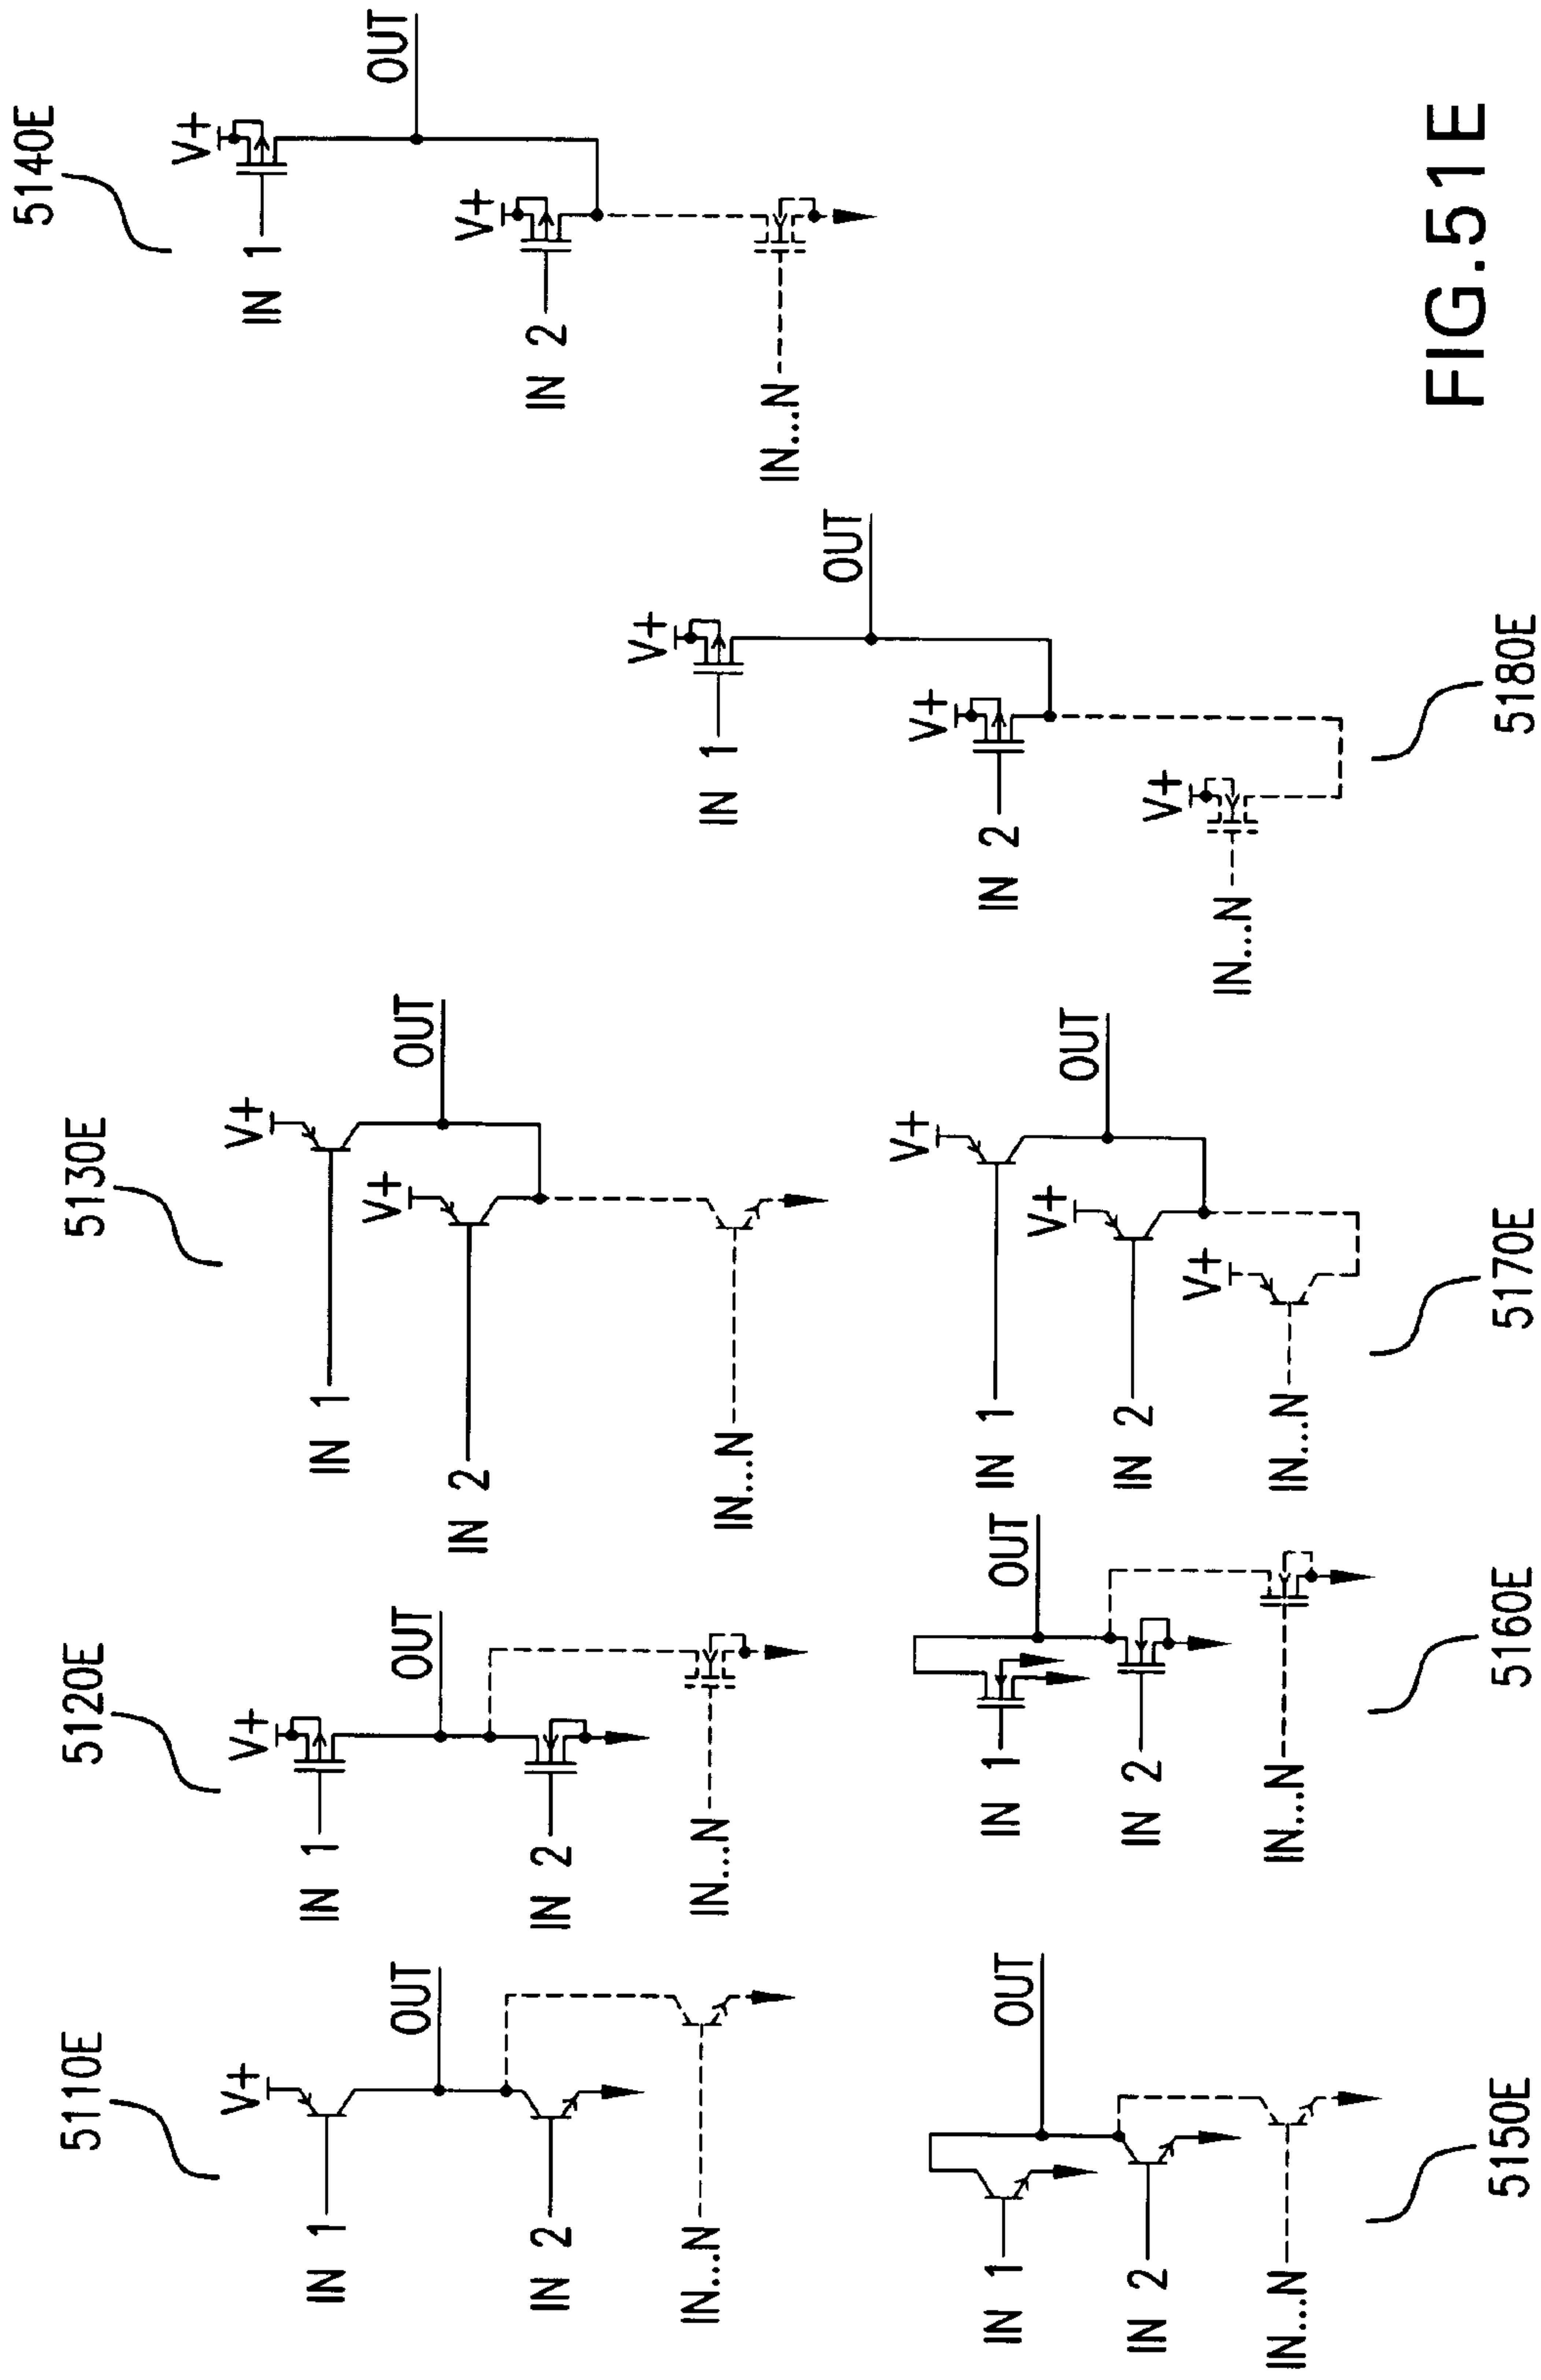 5110E
V+
IN 1
OUT
IN 2
IN...N
5120E
V+
IN 1
OUT
IN 2
IN...N
5130E
V+
IN 1
V+
OUT
IN 2
IN...N
5140E
V+
IN 1
OUT
V+
IN 2
IN...N
5150E
OUT
IN 1
IN 2
IN...N
5160E
OUT
IN 1
IN 2
IN...N
5170E
V+
IN 1
V+
OUT
IN 2
V+
IN...N
5180E
V+
IN 1
OUT
V+
IN 2
V+
IN...N
FIG.51E